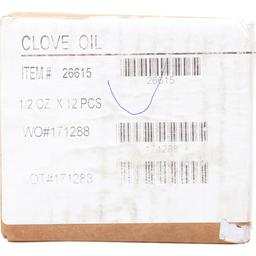 CLOVE OIL
ITEM # 26615
26615
1/2 OZ X 12 PCS
WO#171288
171288
LOT#171288